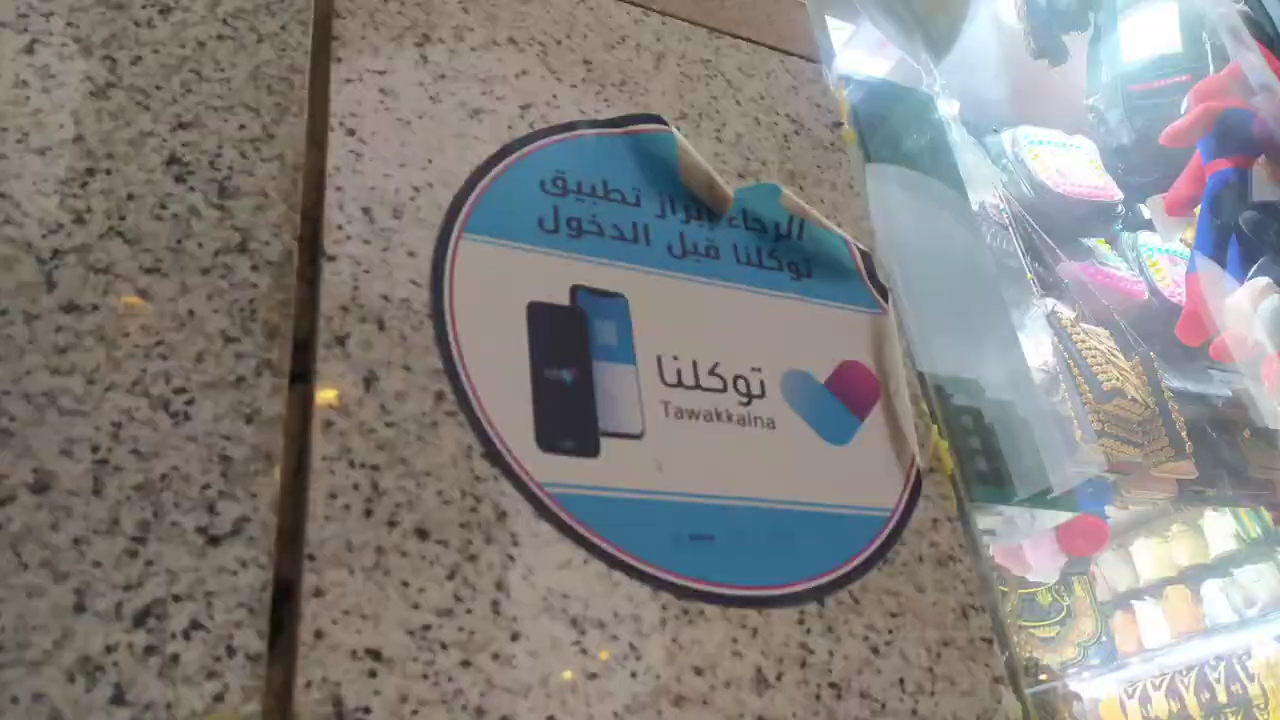 الرجاء إبراز تطبيق
توكلنا قبل الدخول
توكلنا
Tawakkalna